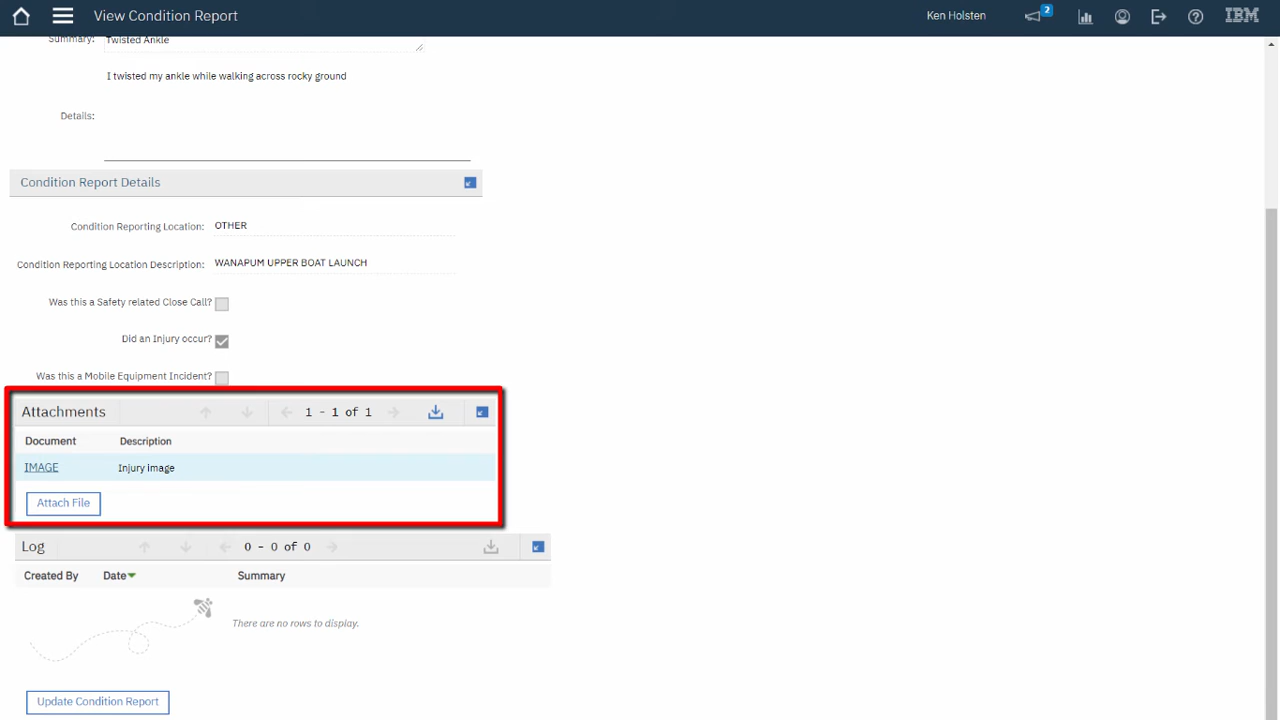 View Condition Report
Ken Holsten
2
IBM
Summary: Twisted Ankle
I twisted my ankle while walking across rocky ground
Details:
Condition Report Details
Condition Reporting Location: OTHER
Condition Reporting Location Description: WANAPUM UPPER BOAT LAUNCH
Was this a Safety related Close Call?
Did an Injury occur?
Was this a Mobile Equipment Incident?
Attachments 1 - 1 of 1
Document Description
IMAGE Injury image
Attach File
Log 0 - 0 of 0
Created By Date Summary
There are no rows to display.
Update Condition Report